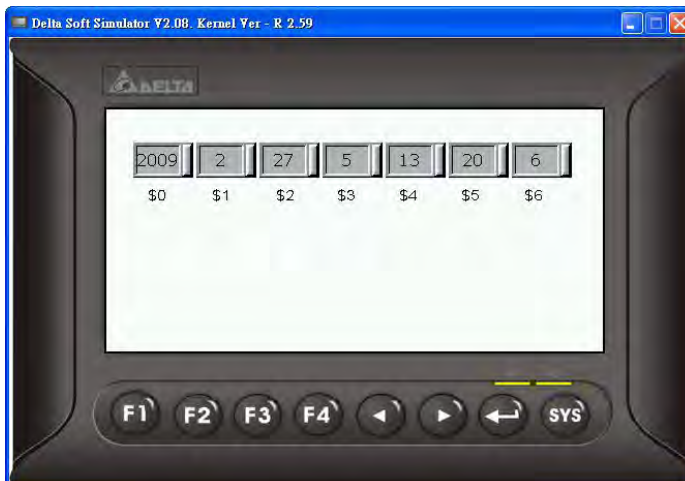 Delta Soft Simulator V2.08. Kernel Ver - R 2.59
DELTA
2009 2 27 5 13 20 6
$0 $1 $2 $3 $4 $5 $6
F1 F2 F3 F4 SYS